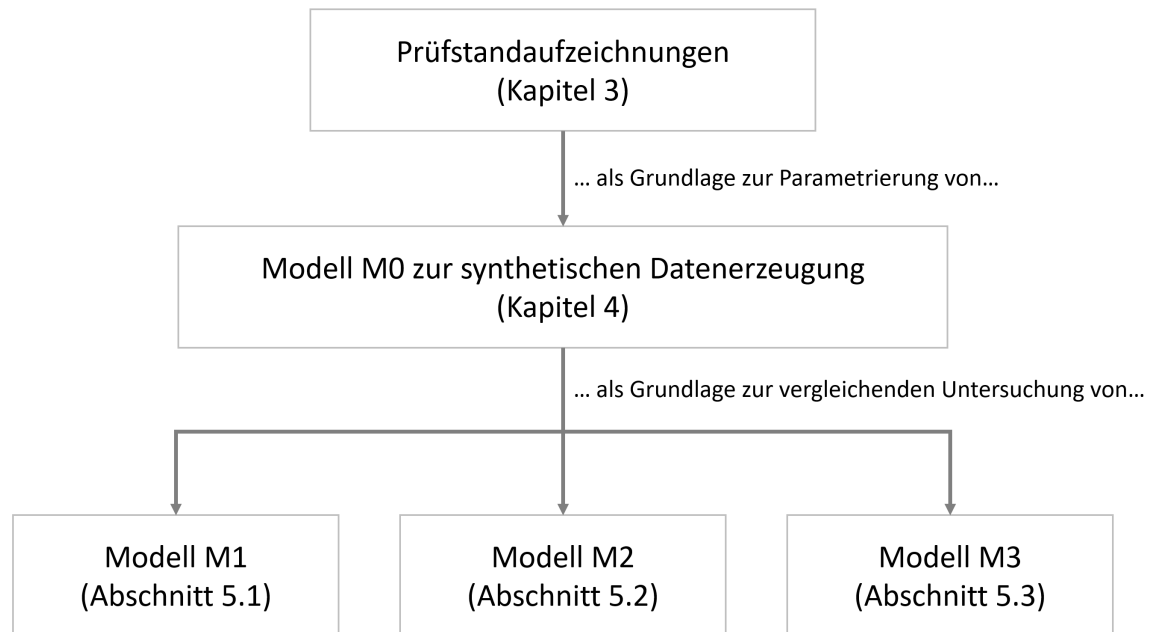 Prüfstandaufzeichnungen
(Kapitel 3)
... als Grundlage zur Parametrierung von...
Modell M0 zur synthetischen Datenerzeugung
(Kapitel 4)
... als Grundlage zur vergleichenden Untersuchung von...
Modell M1
(Abschnitt 5.1)
Modell M2
(Abschnitt 5.2)
Modell M3
(Abschnitt 5.3)